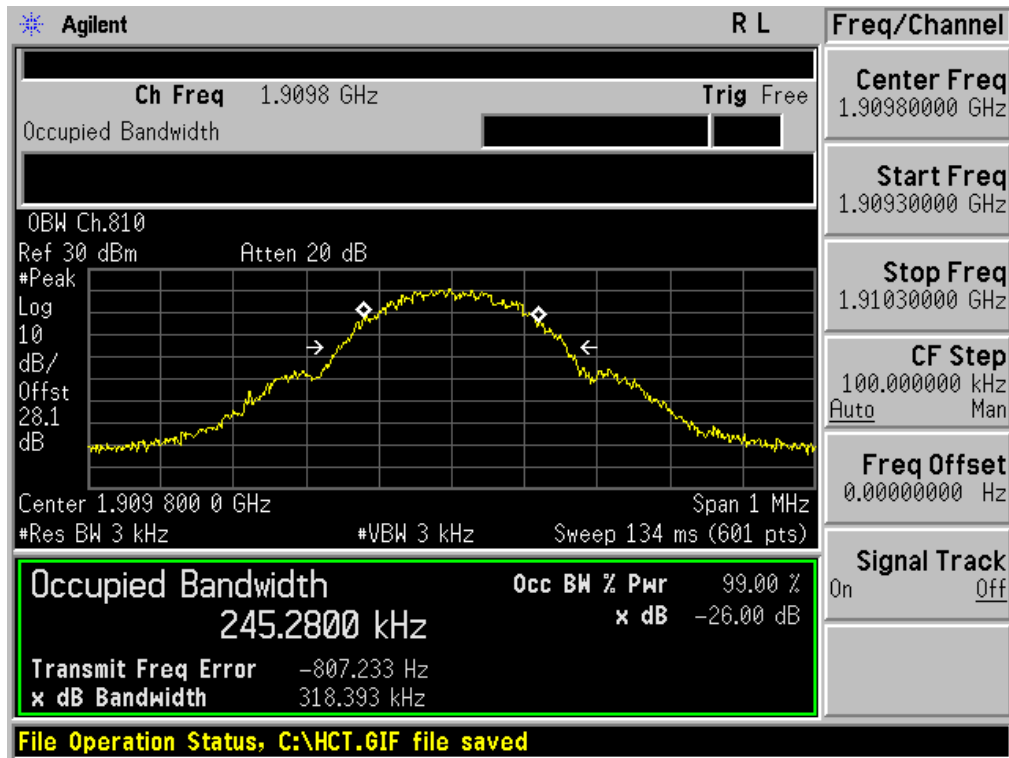 Agilent R L
Ch Freq 1.9098 GHz Trig Free
Occupied Bandwidth
OBW Ch.810
Ref 30 dBm Atten 20 dB
#Peak
Log
10
dB/
Offst
28.1
dB
Center 1.909 800 0 GHz Span 1 MHz
#Res BW 3 kHz #VBW 3 kHz Sweep 134 ms (601 pts)
Occupied Bandwidth Occ BW % Pwr 99.00 %
245.2800 kHz x dB -26.00 dB
Transmit Freq Error -807.233 Hz
x dB Bandwidth 318.393 kHz
File Operation Status, C:\HCT.GIF file saved
Freq/Channel
Center Freq
1.90980000 GHz
Start Freq
1.90930000 GHz
Stop Freq
1.91030000 GHz
CF Step
100.000000 kHz
Auto Man
Freq Offset
0.00000000 Hz
Signal Track
On Off